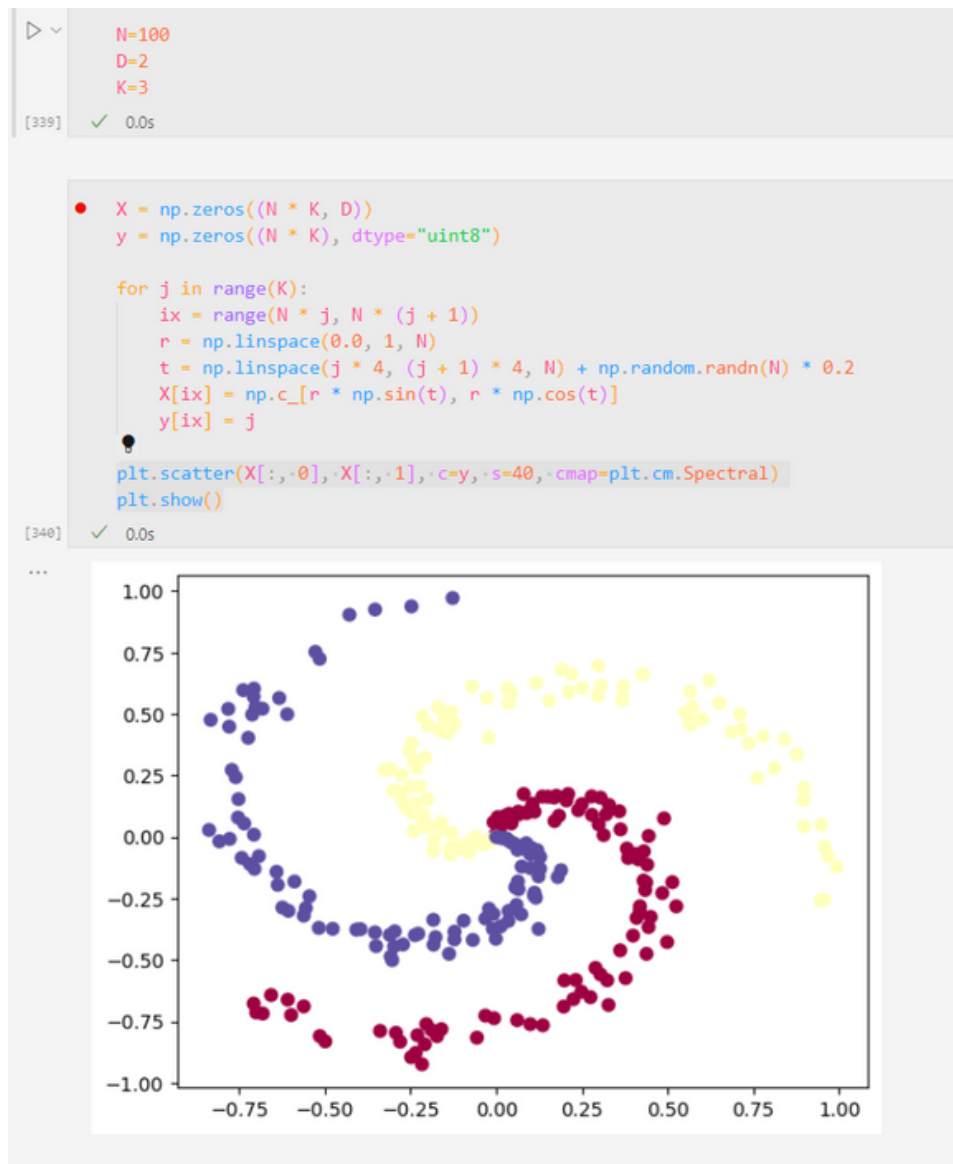 N=100
D=2
K=3
[339] ✓ 0.0s
X = np.zeros((N * K, D))
y = np.zeros((N * K), dtype="uint8")
for j in range(K):
ix = range(N * j, N * (j + 1))
r = np.linspace(0.0, 1, N)
t = np.linspace(j * 4, (j + 1) * 4, N) + np.random.randn(N) * 0.2
X[ix] = np.c_[r * np.sin(t), r * np.cos(t)]
y[ix] = j
plt.scatter(X[:,·0],·X[:,·1],·c=y,·s=40,·cmap=plt.cm.Spectral)
plt.show()
[340] ✓ 0.0s
...
1.00
0.75
0.50
0.25
0.00
−0.25
−0.50
−0.75
−1.00
−0.75 −0.50 −0.25 0.00 0.25 0.50 0.75 1.00